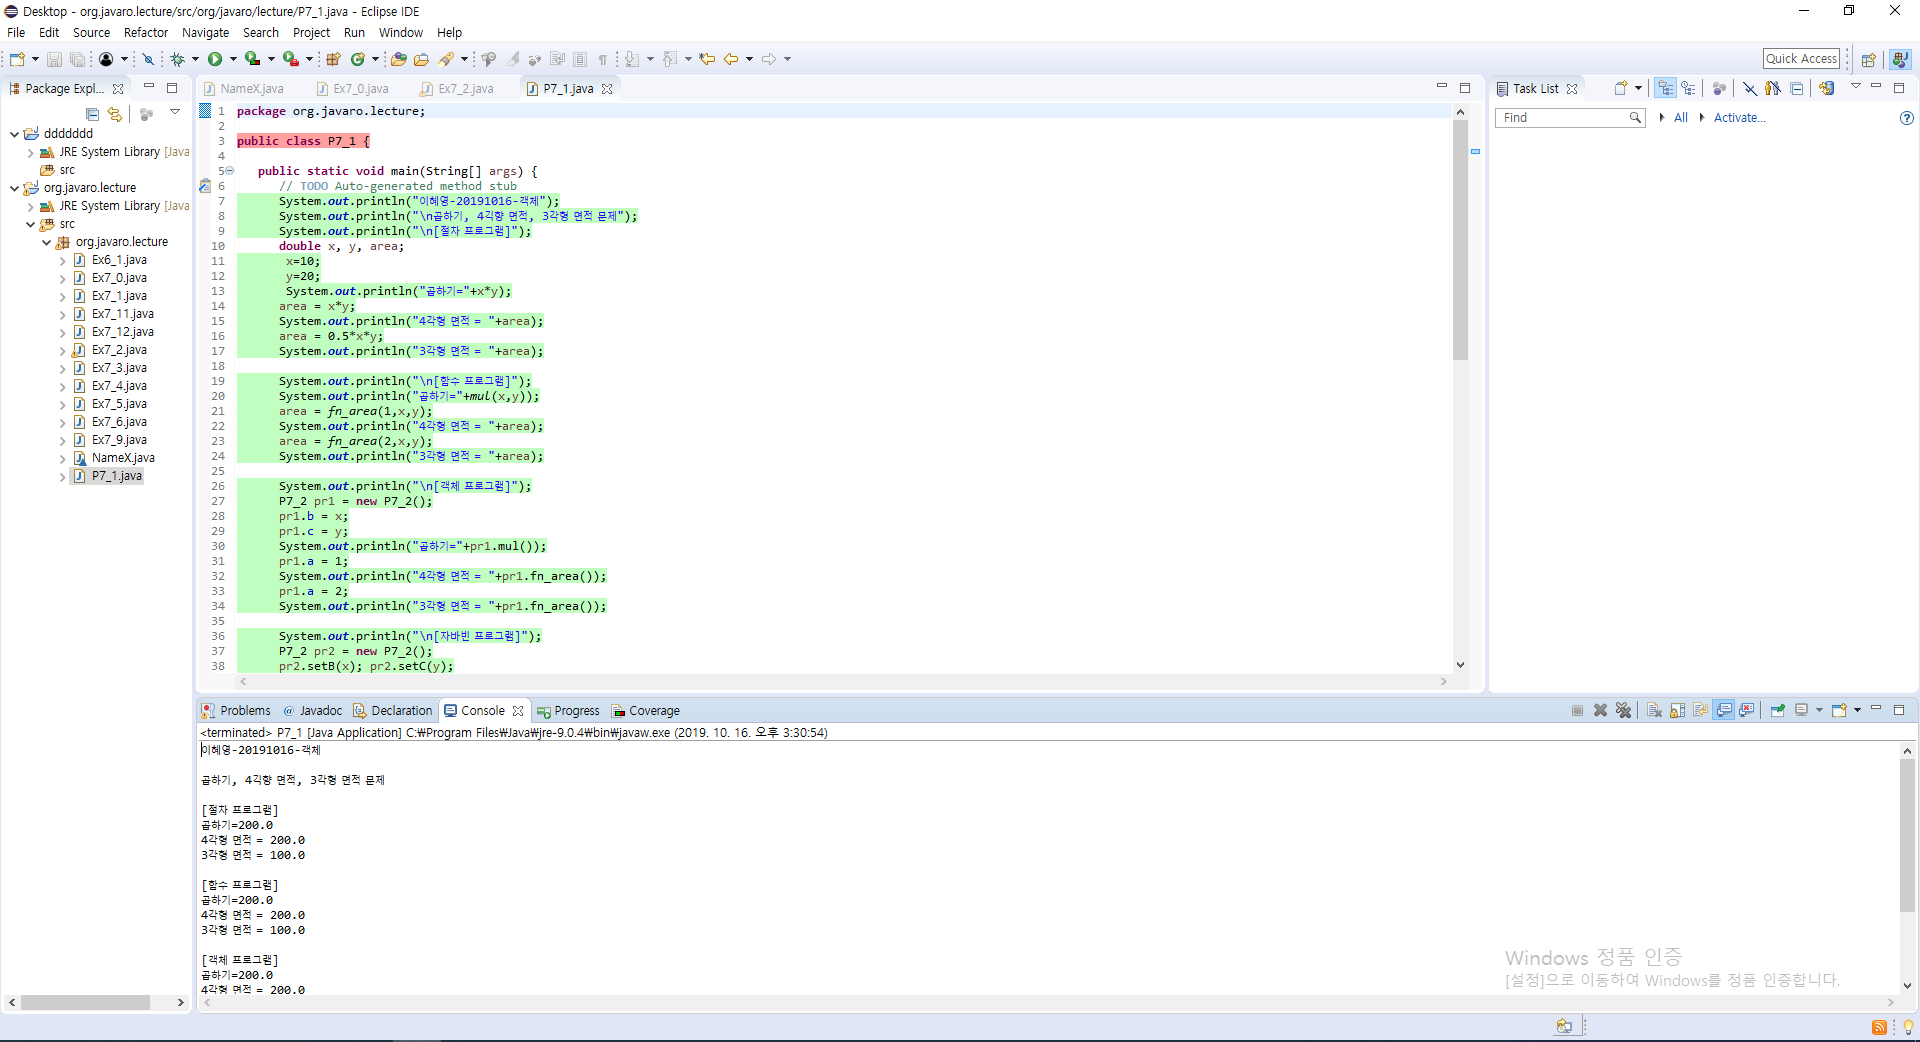 Desktop - org.javaro.lecture/src/org/javaro/lecture/P7_1.java - Eclipse IDE
File Edit Source Refactor Navigate Search Project Run Window Help
Quick Access
Package Expl...
ddddddd
JRE System Library [Java
src
org.javaro.lecture
JRE System Library [Java
src
org.javaro.lecture
Ex6_1.java
Ex7_0.java
Ex7_1.java
Ex7_11.java
Ex7_12.java
Ex7_2.java
Ex7_3.java
Ex7_4.java
Ex7_5.java
Ex7_6.java
Ex7_9.java
NameX.java
P7_1.java
NameX.java Ex7_0.java Ex7_2.java P7_1.java
1 package org.javaro.lecture;
2
3 public class P7_1 {
4
5 public static void main(String[] args) {
6 // TODO Auto-generated method stub
7 System.out.println("이혜영-20191016-객체");
8 System.out.println("\n곱하기, 4긱향 면적, 3각형 면적 문제");
9 System.out.println("\n[절차 프로그램]");
10 double x, y, area;
11 x=10;
12 y=20;
13 System.out.println("곱하기="+x*y);
14 area = x*y;
15 System.out.println("4각형 면적 = "+area);
16 area = 0.5*x*y;
17 System.out.println("3각형 면적 = "+area);
18
19 System.out.println("\n[함수 프로그램]");
20 System.out.println("곱하기="+mul(x,y));
21 area = fn_area(1,x,y);
22 System.out.println("4각형 면적 = "+area);
23 area = fn_area(2,x,y);
24 System.out.println("3각형 면적 = "+area);
25
26 System.out.println("\n[객체 프로그램]");
27 P7_2 pr1 = new P7_2();
28 pr1.b = x;
29 pr1.c = y;
30 System.out.println("곱하기="+pr1.mul());
31 pr1.a = 1;
32 System.out.println("4각형 면적 = "+pr1.fn_area());
33 pr1.a = 2;
34 System.out.println("3각형 면적 = "+pr1.fn_area());
35
36 System.out.println("\n[자바빈 프로그램]");
37 P7_2 pr2 = new P7_2();
38 pr2.setB(x); pr2.setC(y);
Task List
Find All Activate...
Problems @ Javadoc Declaration Console Progress Coverage
<terminated> P7_1 [Java Application] C:₩Program Files₩Java₩jre-9.0.4₩bin₩javaw.exe (2019. 10. 16. 오후 3:30:54)
이혜영-20191016-객체
곱하기, 4긱향 면적, 3각형 면적 문제
[절차 프로그램]
곱하기=200.0
4각형 면적 = 200.0
3각형 면적 = 100.0
[함수 프로그램]
곱하기=200.0
4각형 면적 = 200.0
3각형 면적 = 100.0
[객체 프로그램]
곱하기=200.0
4각형 면적 = 200.0
Windows 정품 인증
[설정]으로 이동하여 Windows를 정품 인증합니다.